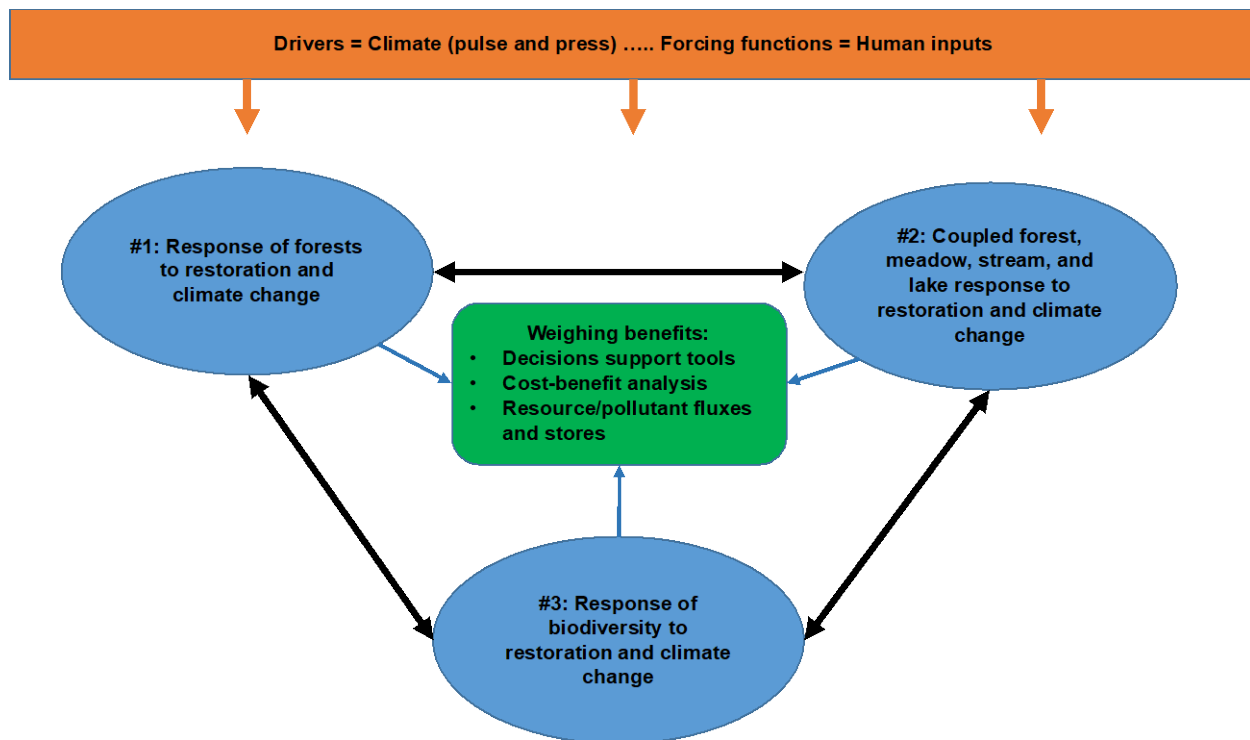 Drivers = Climate (pulse and press) ….. Forcing functions = Human inputs
#1: Response of forests
to restoration and
climate change
#2: Coupled forest,
meadow, stream, and
lake response to
restoration and climate
change
Weighing benefits:
• Decisions support tools
• Cost-benefit analysis
• Resource/pollutant fluxes
and stores
#3: Response of
biodiversity to
restoration and climate
change